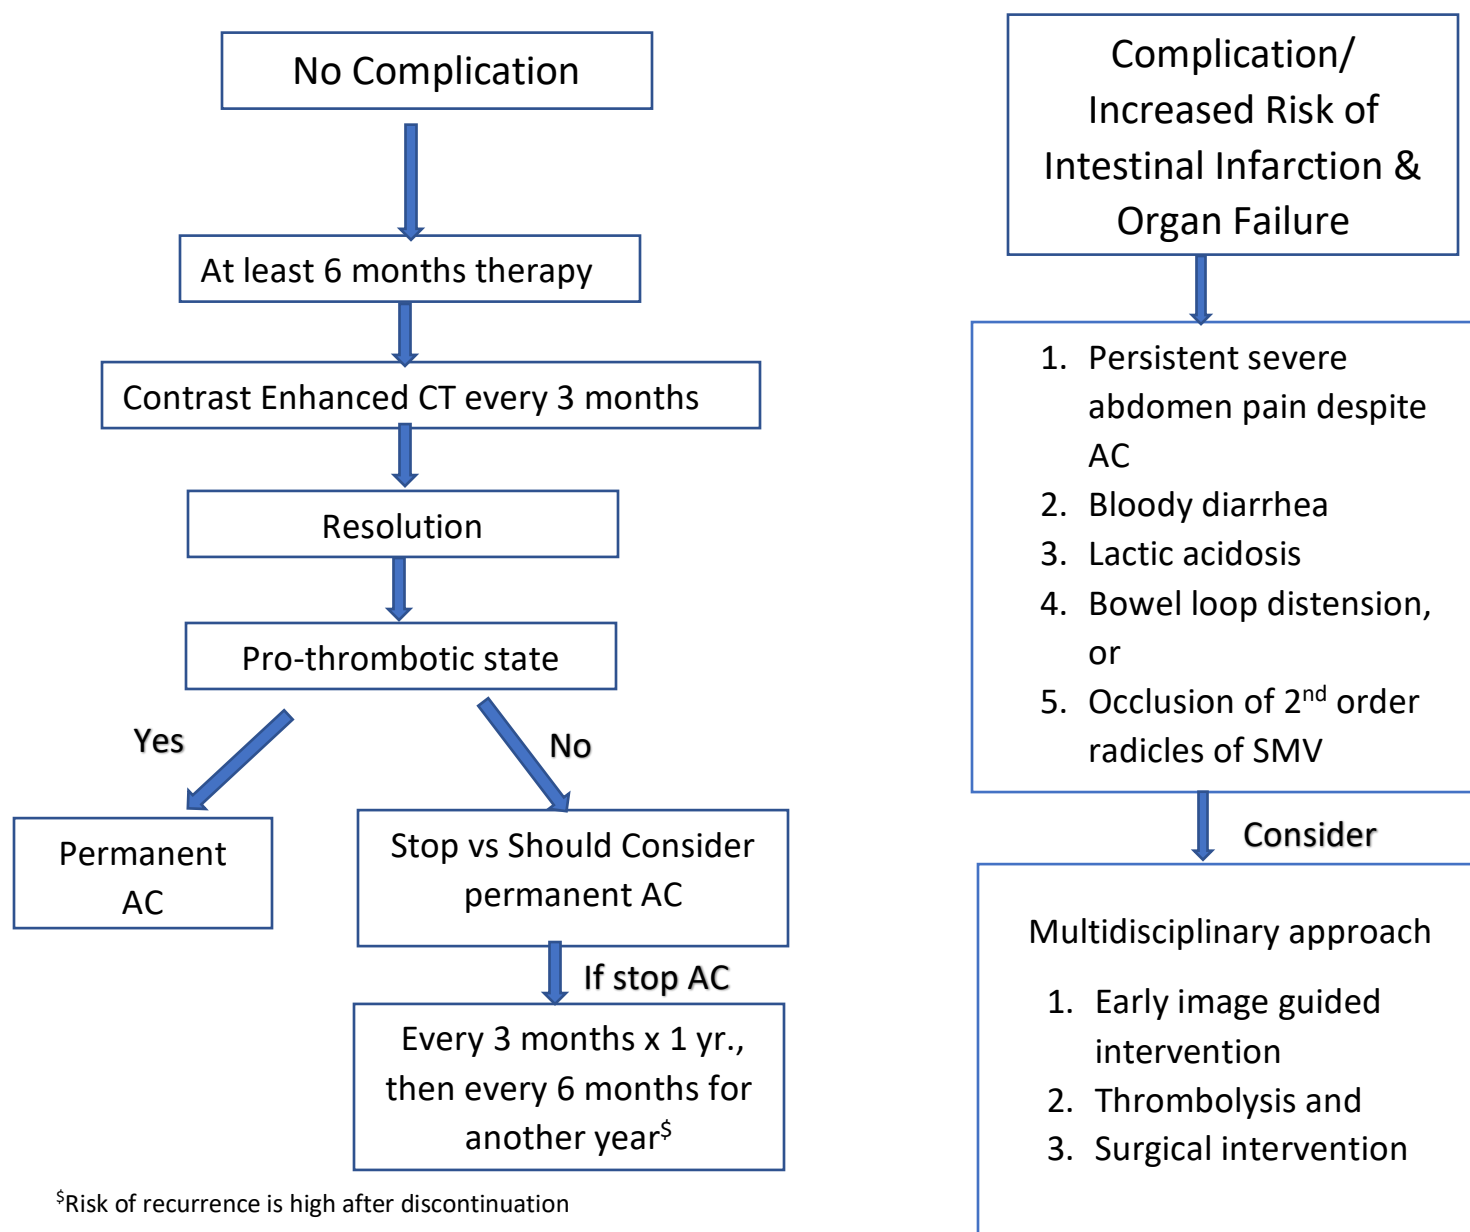 No Complication
At least 6 months therapy
Contrast Enhanced CT every 3 months
Resolution
Pro-thrombotic state
Yes
No
Permanent
AC
Stop vs Should Consider
permanent AC
If stop AC
Every 3 months x 1 yr.,
then every 6 months for
another year$
$Risk of recurrence is high after discontinuation
Complication/
Increased Risk of
Intestinal Infarction &
Organ Failure
1. Persistent severe
abdomen pain despite
AC
2. Bloody diarrhea
3. Lactic acidosis
4. Bowel loop distension,
or
5. Occlusion of 2nd order
radicles of SMV
Consider
Multidisciplinary approach
1. Early image guided
intervention
2. Thrombolysis and
3. Surgical intervention